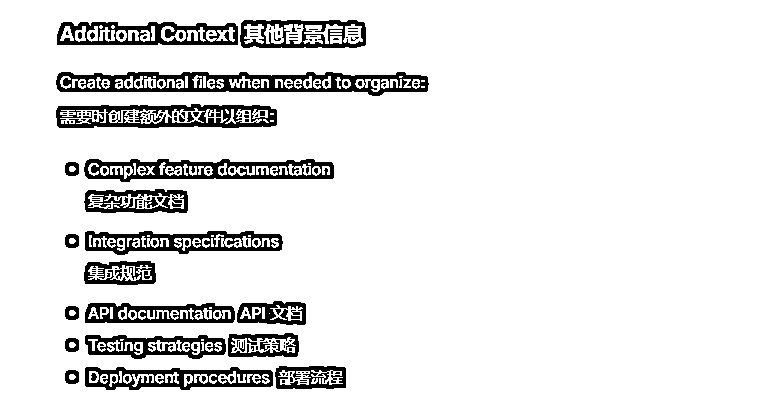 Additional Context 其他背景信息
Create additional files when needed to organize:
需要时创建额外的文件以组织：
Complex feature documentation
复杂功能文档
Integration specifications
集成规范
API documentation API 文档
Testing strategies 测试策略
Deployment procedures 部署流程